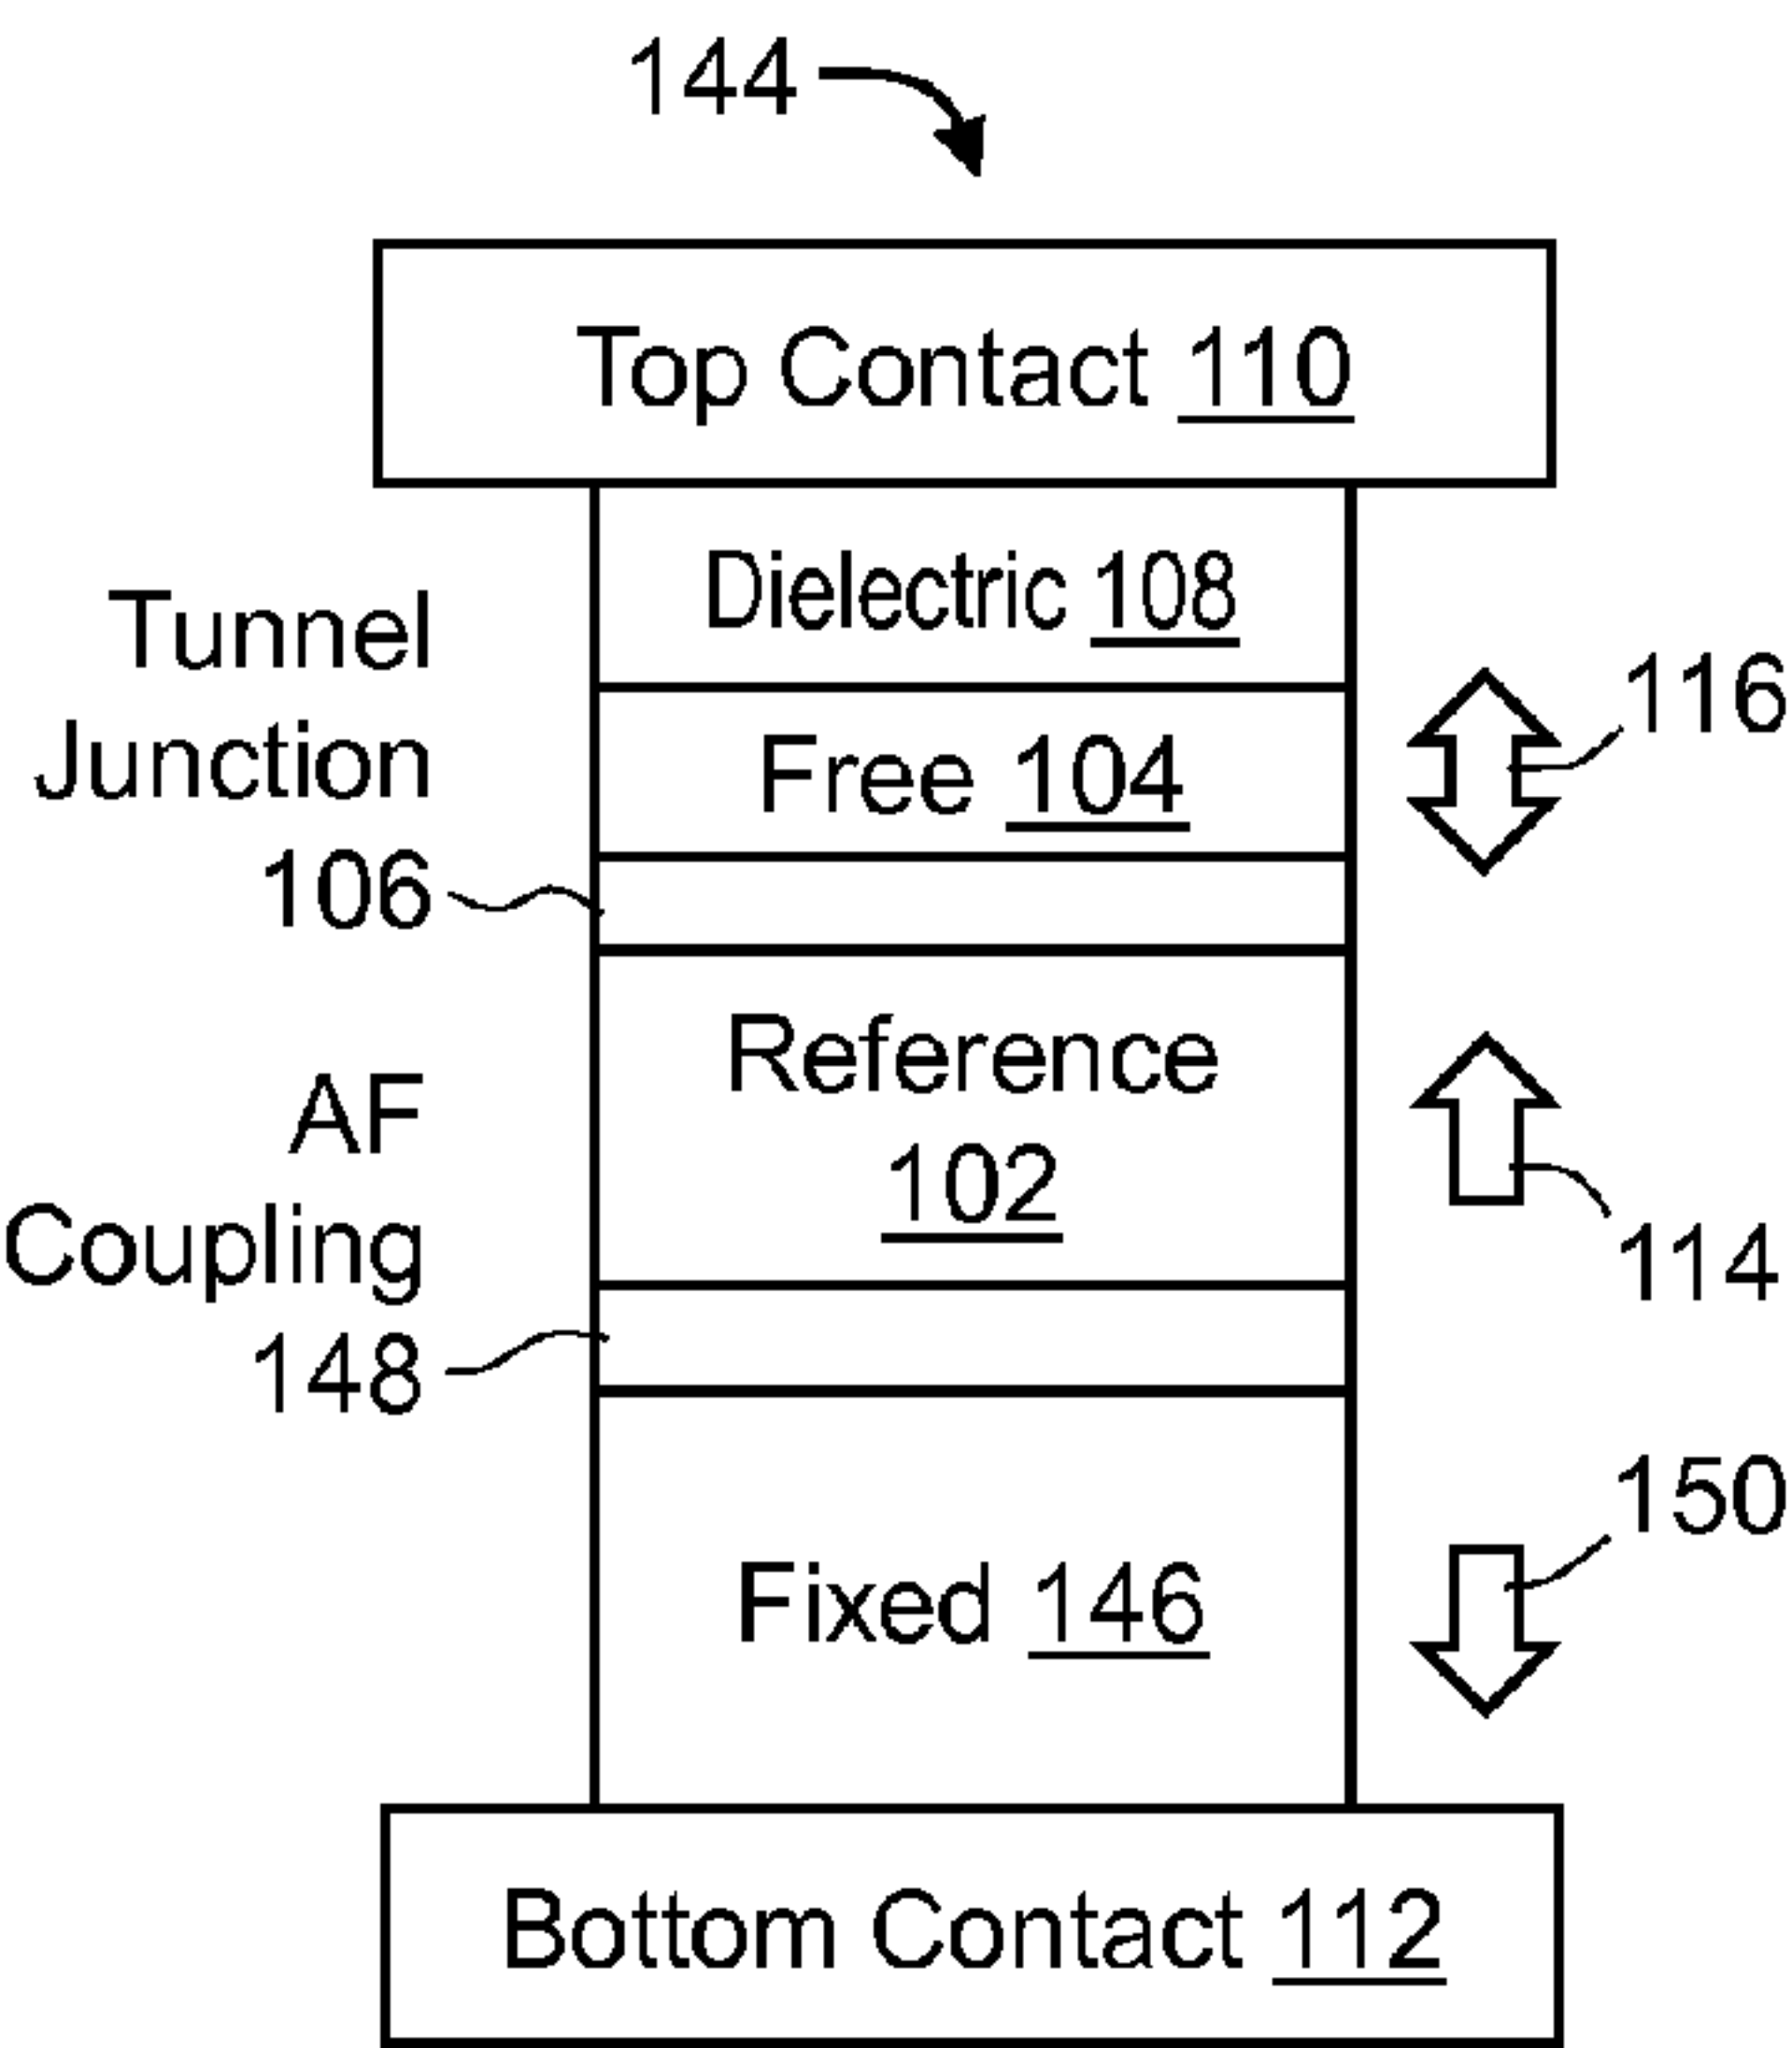 144
Top Contact 110
Dielectric 108
Tunnel
Junction
106
Free 104
116
Reference
102
AF
Coupling
148
114
150
Fixed 146
Bottom Contact 112